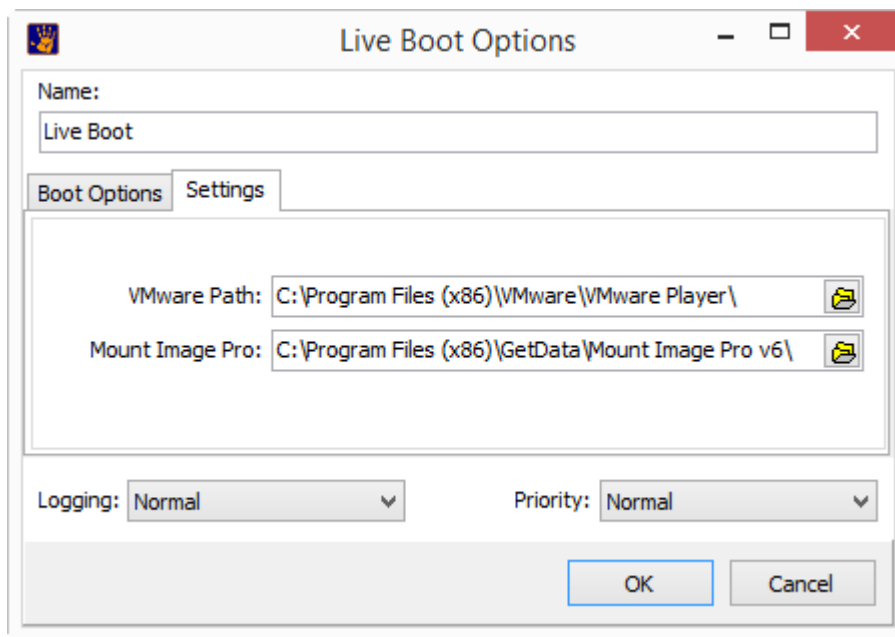 Live Boot Options
Name:
Live Boot
Boot Options Settings
VMware Path: C:\Program Files (x86)\VMware\VMware Player\
Mount Image Pro: C:\Program Files (x86)\GetData\Mount Image Pro v6\
Logging: Normal Priority: Normal
OK Cancel